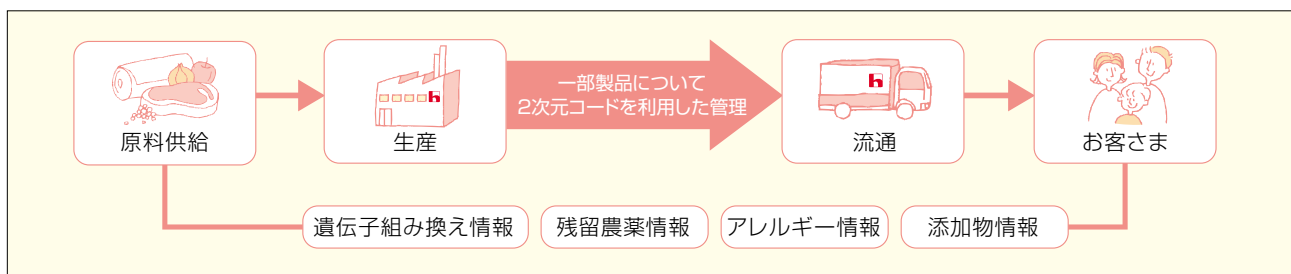 一部製品について
2次元コードを利用した管理
原料供給
生産
流通
お客さま
遺伝子組み換え情報
残留農薬情報
アレルギー情報
添加物情報